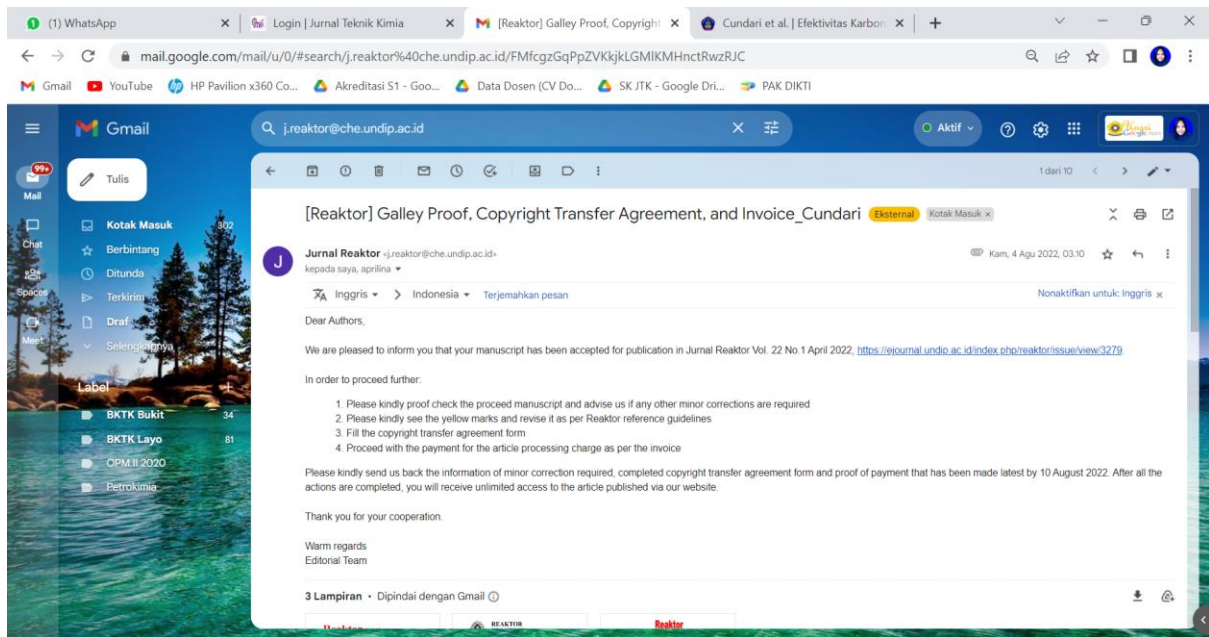 (1) WhatsApp
Login | Jurnal Teknik Kimia
[Reaktor] Galley Proof, Copyright
Cundari et al. | Efektivitas Karbon
mail.google.com/mail/u/0/#search/j.reaktor%40che.undip.ac.id/FMfcgzGqPpZVKkjkLGMlKMHnctRwzRJC
Gmail
YouTube
HP Pavilion x360 Co...
Akreditasi S1 - Goo...
Data Dosen (CV Do...
SK JTK - Google Dri...
PAK DIKTI
Gmail
j.reaktor@che.undip.ac.id
Aktif
99+
Mail
Chat
Spaces
Meet
Tulis
Kotak Masuk 302
Berbintang
Ditunda
Terkirim
Draf
Selengkapnya
Label
BKTK Bukit 34
BKTK Layo 81
OPM II 2020
Petrokimia
1 dari 10
[Reaktor] Galley Proof, Copyright Transfer Agreement, and Invoice_Cundari Eksternal Kotak Masuk x
J
Jurnal Reaktor <j.reaktor@che.undip.ac.id> Kam, 4 Agu 2022, 03.10
kepada saya, aprilina
Inggris > Indonesia Terjemahkan pesan Nonaktifkan untuk: Inggris x
Dear Authors,
We are pleased to inform you that your manuscript has been accepted for publication in Jurnal Reaktor Vol. 22 No.1 April 2022, https://ejournal.undip.ac.id/index.php/reaktor/issue/view/3279
In order to proceed further:
1. Please kindly proof check the proceed manuscript and advise us if any other minor corrections are required
2. Please kindly see the yellow marks and revise it as per Reaktor reference guidelines
3. Fill the copyright transfer agreement form
4. Proceed with the payment for the article processing charge as per the invoice
Please kindly send us back the information of minor correction required, completed copyright transfer agreement form and proof of payment that has been made latest by 10 August 2022. After all the
actions are completed, you will receive unlimited access to the article published via our website.
Thank you for your cooperation.
Warm regards
Editorial Team
3 Lampiran • Dipindai dengan Gmail
Reaktor
REAKTOR
Reaktor